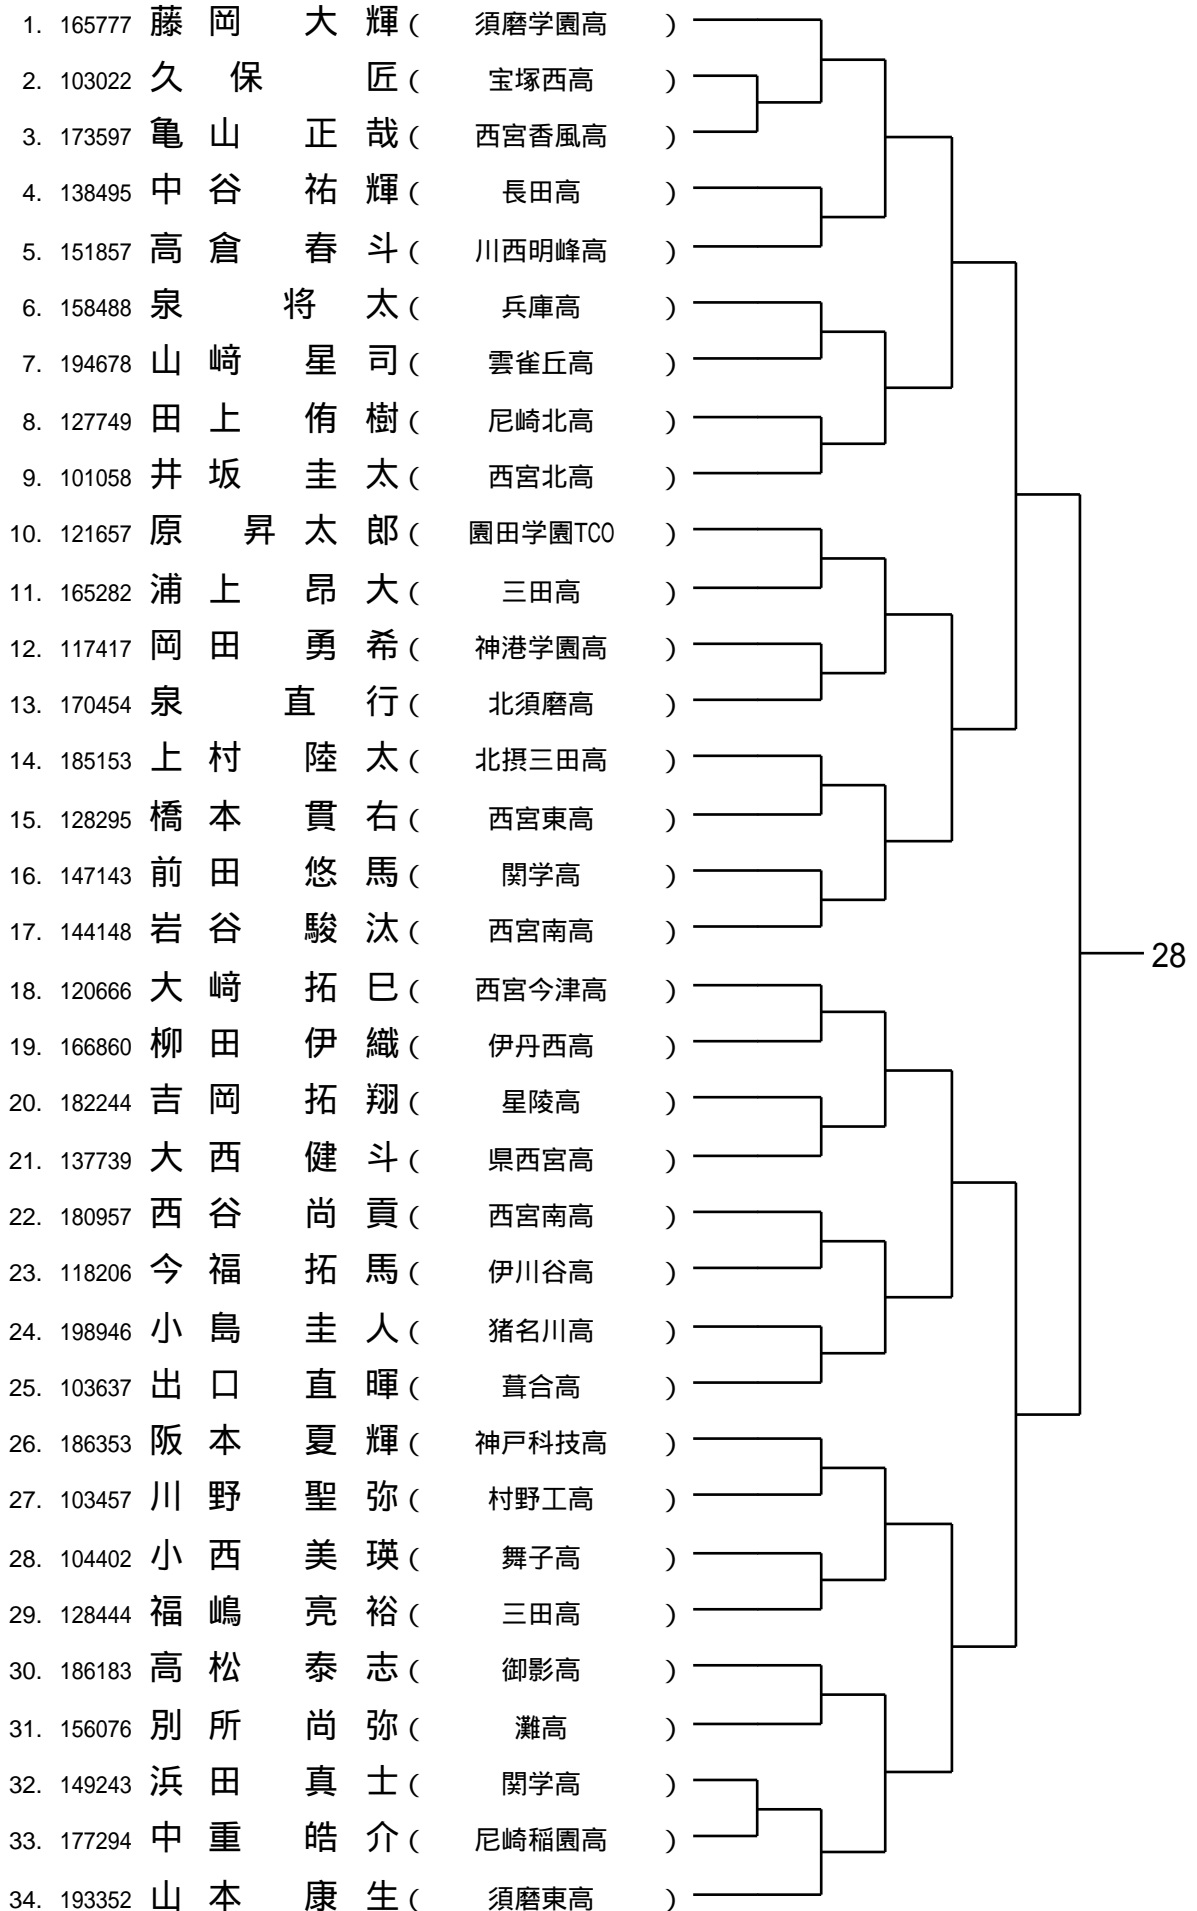 1. 165777 藤岡 大輝 ( 須磨学園高 )
2. 103022 久保 匠 ( 宝塚西高 )
3. 173597 亀山 正哉 ( 西宮香風高 )
4. 138495 中谷 祐輝 ( 長田高 )
5. 151857 高倉 春斗 ( 川西明峰高 )
6. 158488 泉 将太 ( 兵庫高 )
7. 194678 山﨑 星司 ( 雲雀丘高 )
8. 127749 田上 侑樹 ( 尼崎北高 )
9. 101058 井坂 圭太 ( 西宮北高 )
10. 121657 原 昇太郎 ( 園田学園TCO )
11. 165282 浦上 昂大 ( 三田高 )
12. 117417 岡田 勇希 ( 神港学園高 )
13. 170454 泉 直行 ( 北須磨高 )
14. 185153 上村 陸太 ( 北摂三田高 )
15. 128295 橋本 貫右 ( 西宮東高 )
16. 147143 前田 悠馬 ( 関学高 )
17. 144148 岩谷 駿汰 ( 西宮南高 )
28
18. 120666 大﨑 拓巳 ( 西宮今津高 )
19. 166860 柳田 伊織 ( 伊丹西高 )
20. 182244 吉岡 拓翔 ( 星陵高 )
21. 137739 大西 健斗 ( 県西宮高 )
22. 180957 西谷 尚貢 ( 西宮南高 )
23. 118206 今福 拓馬 ( 伊川谷高 )
24. 198946 小島 圭人 ( 猪名川高 )
25. 103637 出口 直暉 ( 葺合高 )
26. 186353 阪本 夏輝 ( 神戸科技高 )
27. 103457 川野 聖弥 ( 村野工高 )
28. 104402 小西 美瑛 ( 舞子高 )
29. 128444 福嶋 亮裕 ( 三田高 )
30. 186183 高松 泰志 ( 御影高 )
31. 156076 別所 尚弥 ( 灘高 )
32. 149243 浜田 真士 ( 関学高 )
33. 177294 中重 皓介 ( 尼崎稲園高 )
34. 193352 山本 康生 ( 須磨東高 )